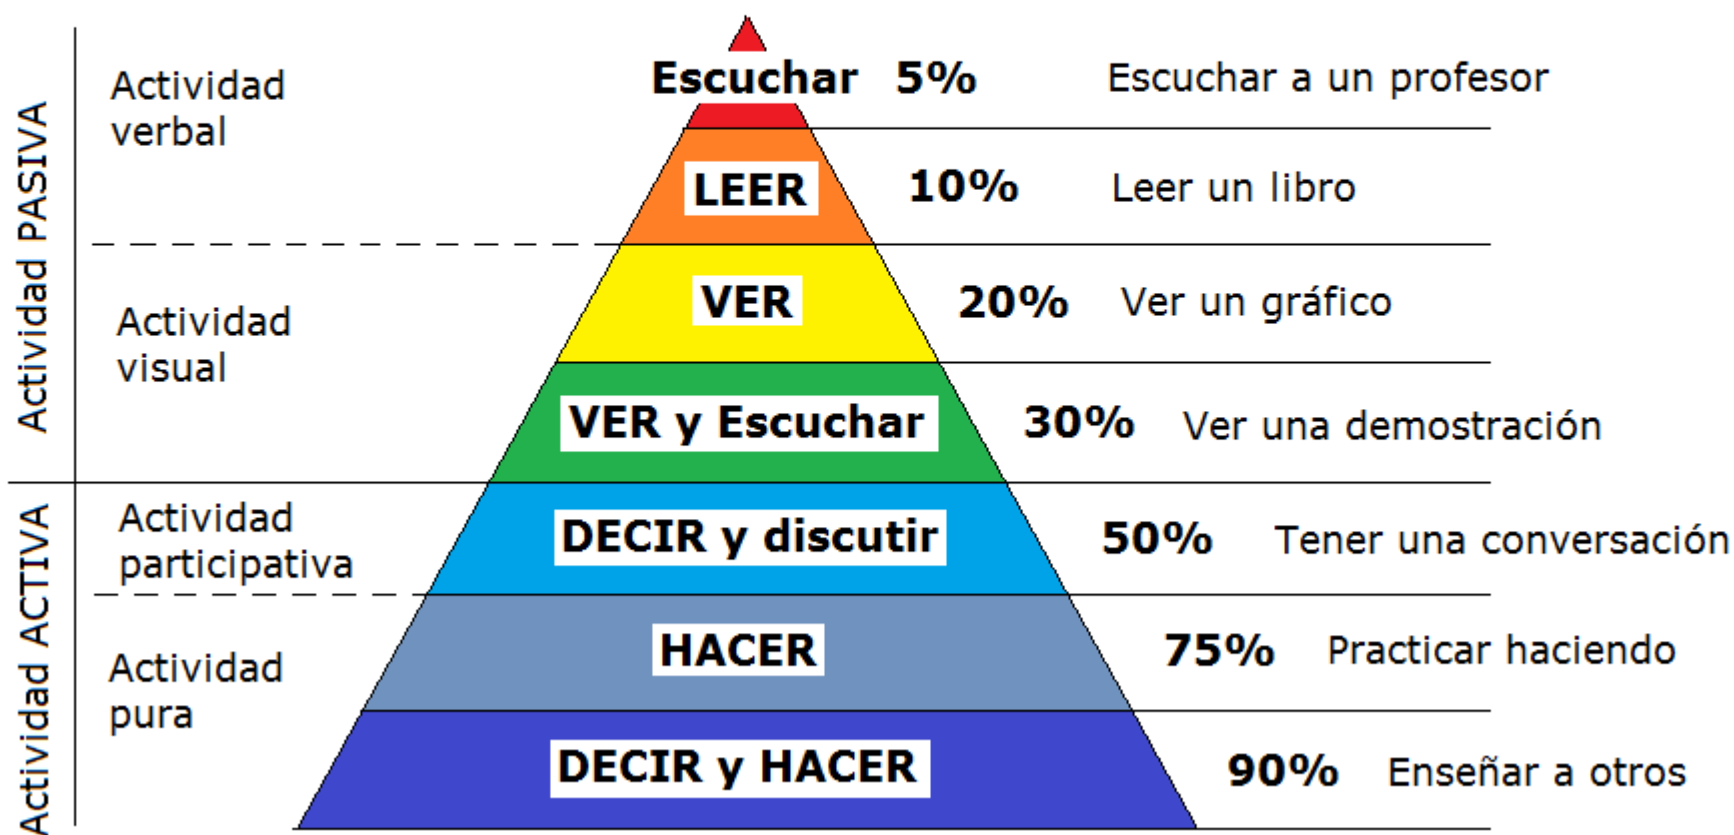 Actividad PASIVA
Actividad
verbal
Escuchar 5% Escuchar a un profesor
LEER 10% Leer un libro
Actividad
visual
VER 20% Ver un gráfico
VER y Escuchar 30% Ver una demostración
Actividad ACTIVA
Actividad
participativa
DECIR y discutir 50% Tener una conversación
Actividad
pura
HACER 75% Practicar haciendo
DECIR y HACER 90% Enseñar a otros